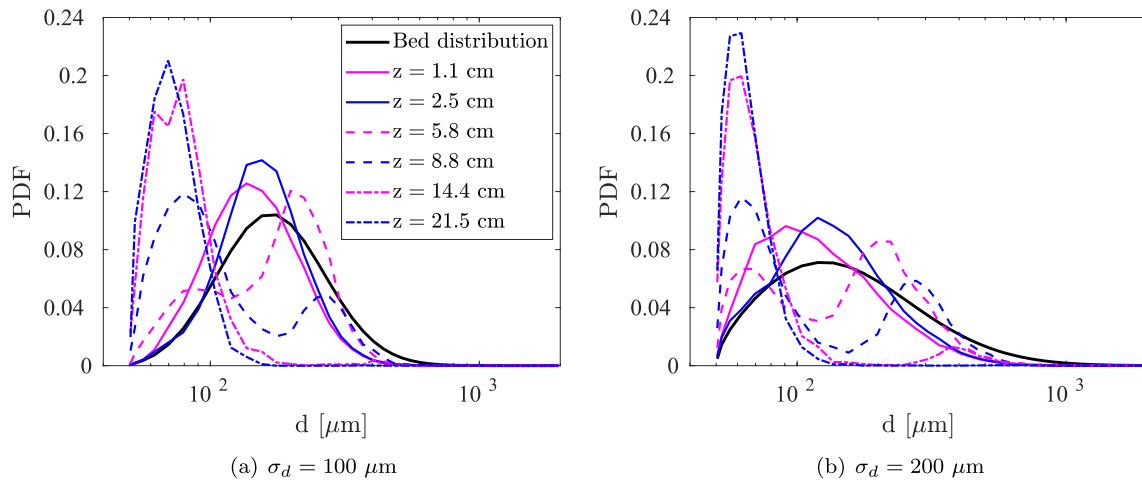 PDF
0.24
0.2
0.16
0.12
0.08
0.04
0
10 2
10 3
d [μm]
Bed distribution
z = 1.1 cm
z = 2.5 cm
z = 5.8 cm
z = 8.8 cm
z = 14.4 cm
z = 21.5 cm
(a) σd = 100 μm
PDF
0.24
0.2
0.16
0.12
0.08
0.04
0
10 2
10 3
d [μm]
(b) σd = 200 μm